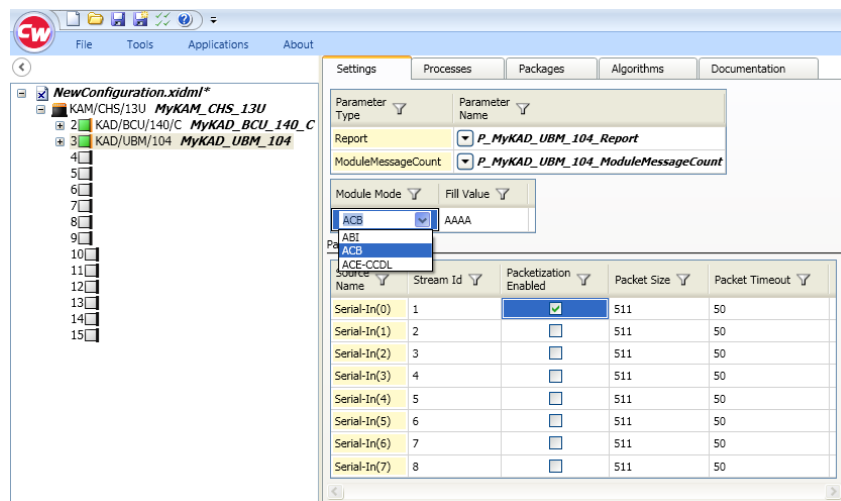 CW
File Tools Applications About
NewConfiguration.xidml*
KAM/CHS/13U MyKAM_CHS_13U
2 KAD/BCU/140/C MyKAD_BCU_140_C
3 KAD/UBM/104 MyKAD_UBM_104
4
5
6
7
8
9
10
11
12
13
14
15
Settings Processes Packages Algorithms Documentation
Parameter Type Parameter Name
Report P_MyKAD_UBM_104_Report
ModuleMessageCount P_MyKAD_UBM_104_ModuleMessageCount
Module Mode Fill Value
ACB AAAA
ABI
ACB
ACE-CCDL
Pa
Source Name Stream Id Packetization Enabled Packet Size Packet Timeout
Serial-In(0) 1 511 50
Serial-In(1) 2 511 50
Serial-In(2) 3 511 50
Serial-In(3) 4 511 50
Serial-In(4) 5 511 50
Serial-In(5) 6 511 50
Serial-In(6) 7 511 50
Serial-In(7) 8 511 50